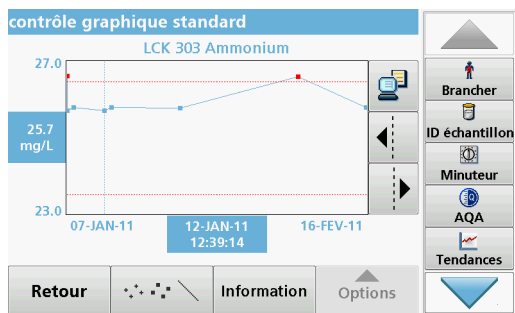 contrôle graphique standard
LCK 303 Ammonium
27.0
25.7
mg/L
23.0
07-JAN-11
12-JAN-11
12:39:14
16-FEV-11
Retour
Information
Options
Brancher
ID échantillon
Minuteur
AQA
Tendances